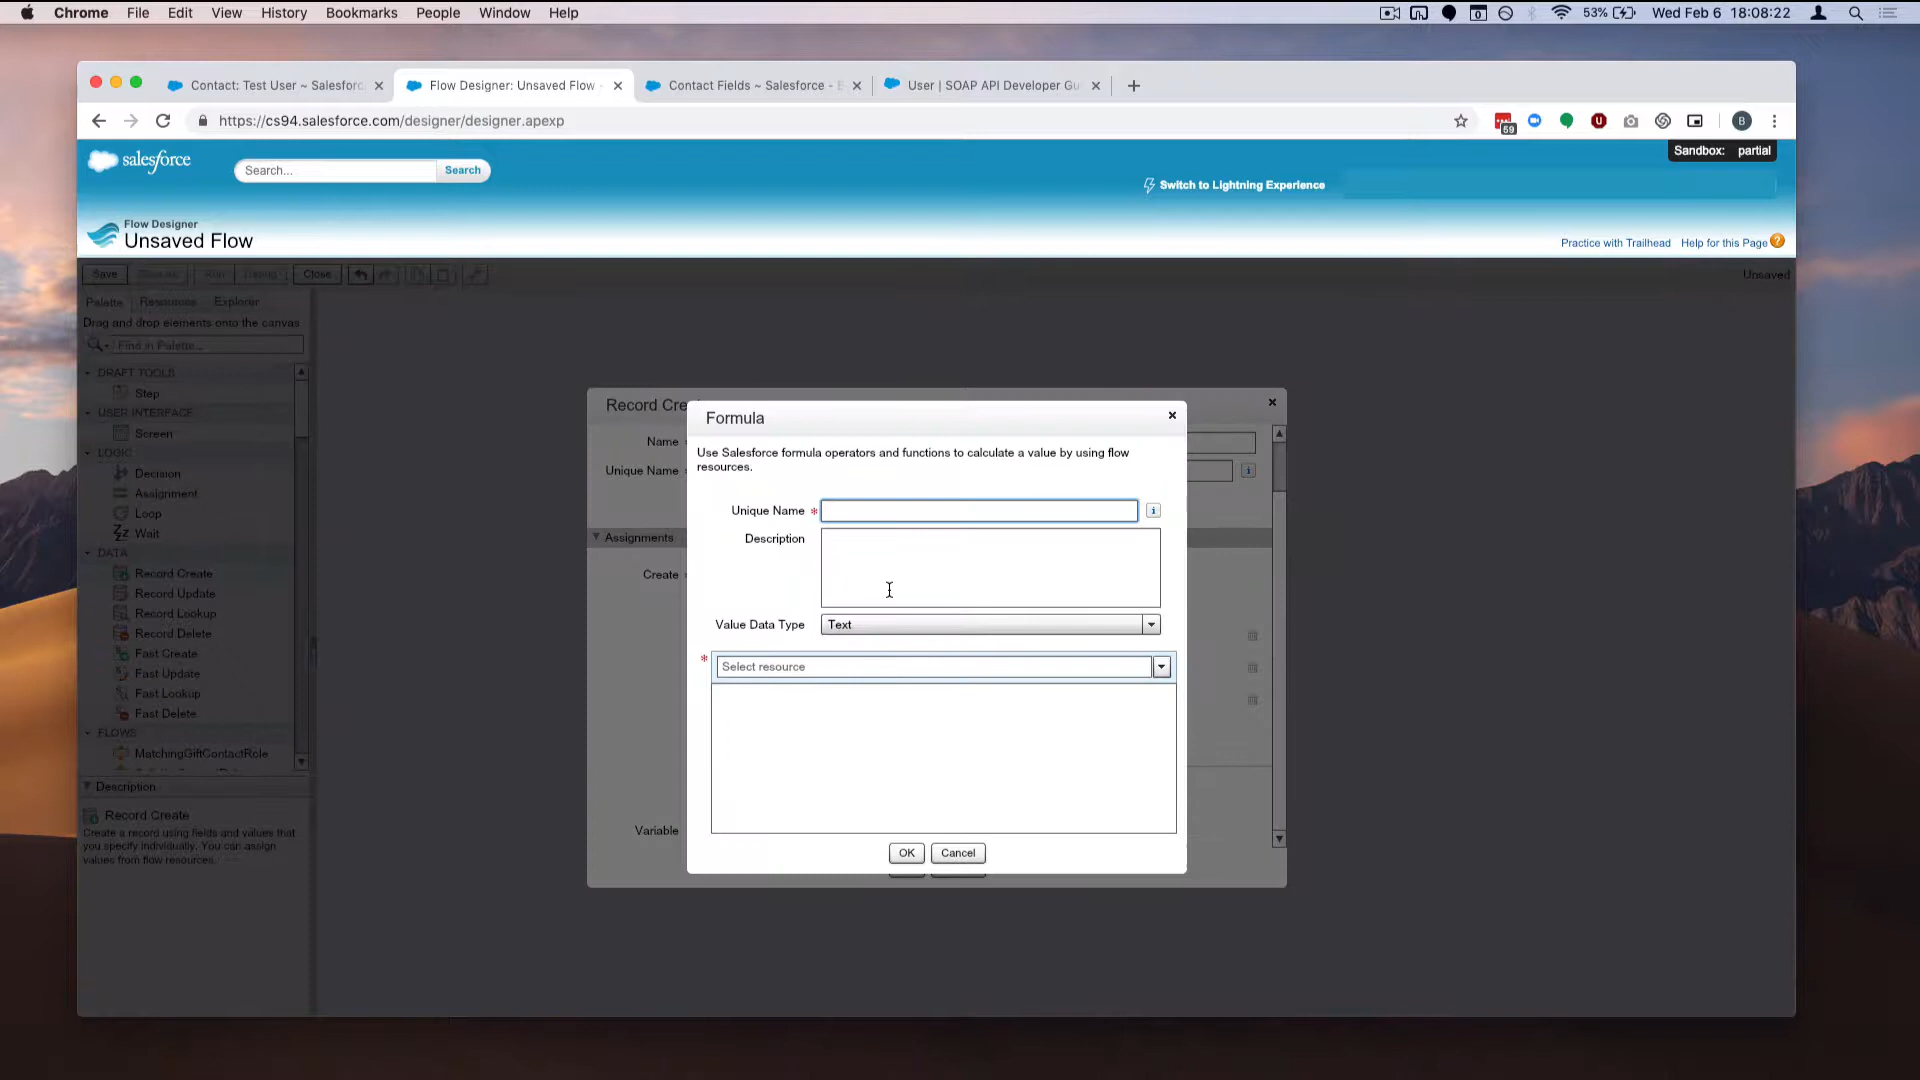 Chrome File Edit View History Bookmarks People Window Help
53% Wed Feb 6 18:08:22
Contact: Test User ~ Salesforc
Flow Designer: Unsaved Flow -
Contact Fields ~ Salesforce - E
User | SOAP API Developer Gu
https://cs94.salesforce.com/designer/designer.apexp
59
B
salesforce
Search...
Search
Sandbox: partial
Switch to Lightning Experience
Flow Designer
Unsaved Flow
Practice with Trailhead Help for this Page ?
Save
Run
Close
Unsaved
Palette Resources Explorer
Drag and drop elements onto the canvas
Find in Palette...
DRAFT TOOLS
Step
USER INTERFACE
Screen
LOGIC
Decision
Assignment
Loop
Wait
DATA
Record Create
Record Update
Record Lookup
Record Delete
Fast Create
Fast Update
Fast Lookup
Fast Delete
FLOWS
MatchingGiftContactRole
Description
Record Create
Create a record using fields and values that
you specify individually. You can assign
values from flow resources.
Record Cre
Name
Unique Name
Assignments
Create
Variable
Formula
Use Salesforce formula operators and functions to calculate a value by using flow
resources.
Unique Name *
Description
Value Data Type Text
* Select resource
OK Cancel